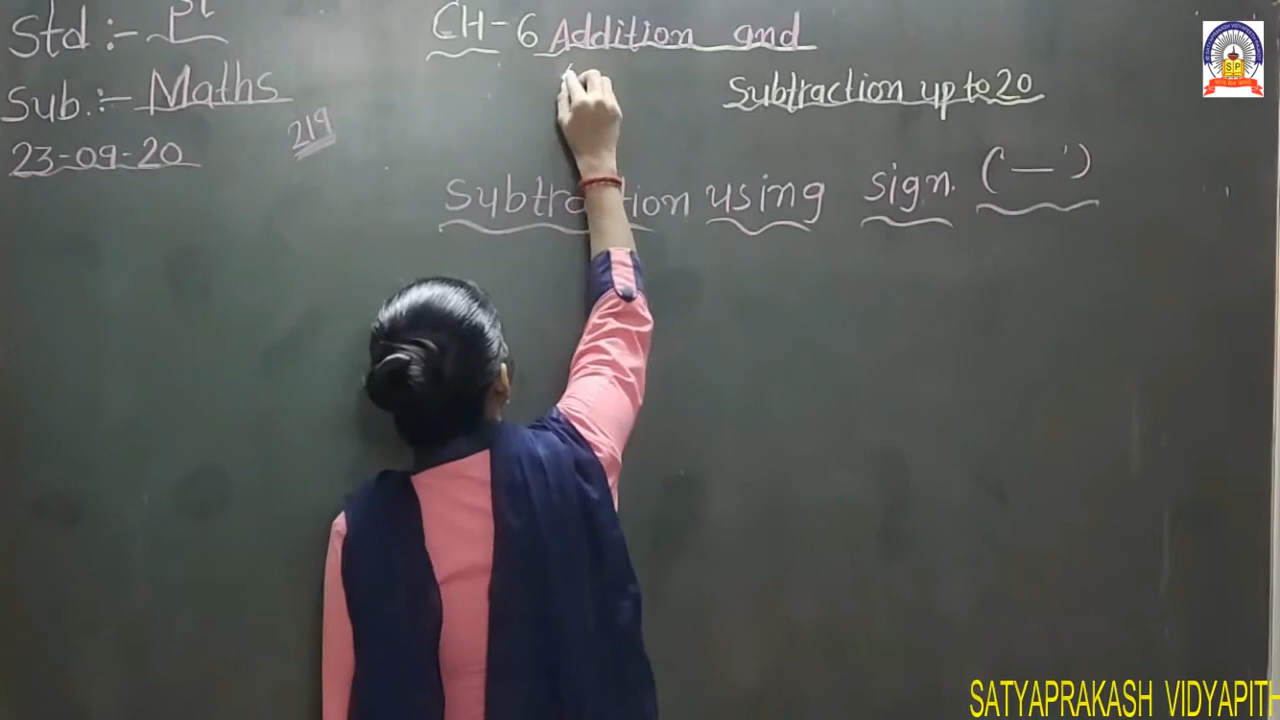 Std :-
Sub. :- Maths
23-09-20
219
CH-6 Addition and
Subtraction up to 20
Subtraction using sign. ('—')
SP
SATYAPRAKASH VIDYAPITH